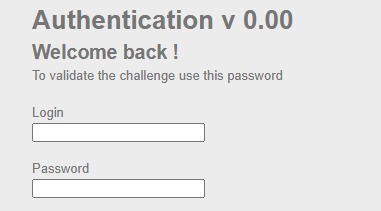 Authentication v 0.00
Welcome back !
To validate the challenge use this password
Login
Password